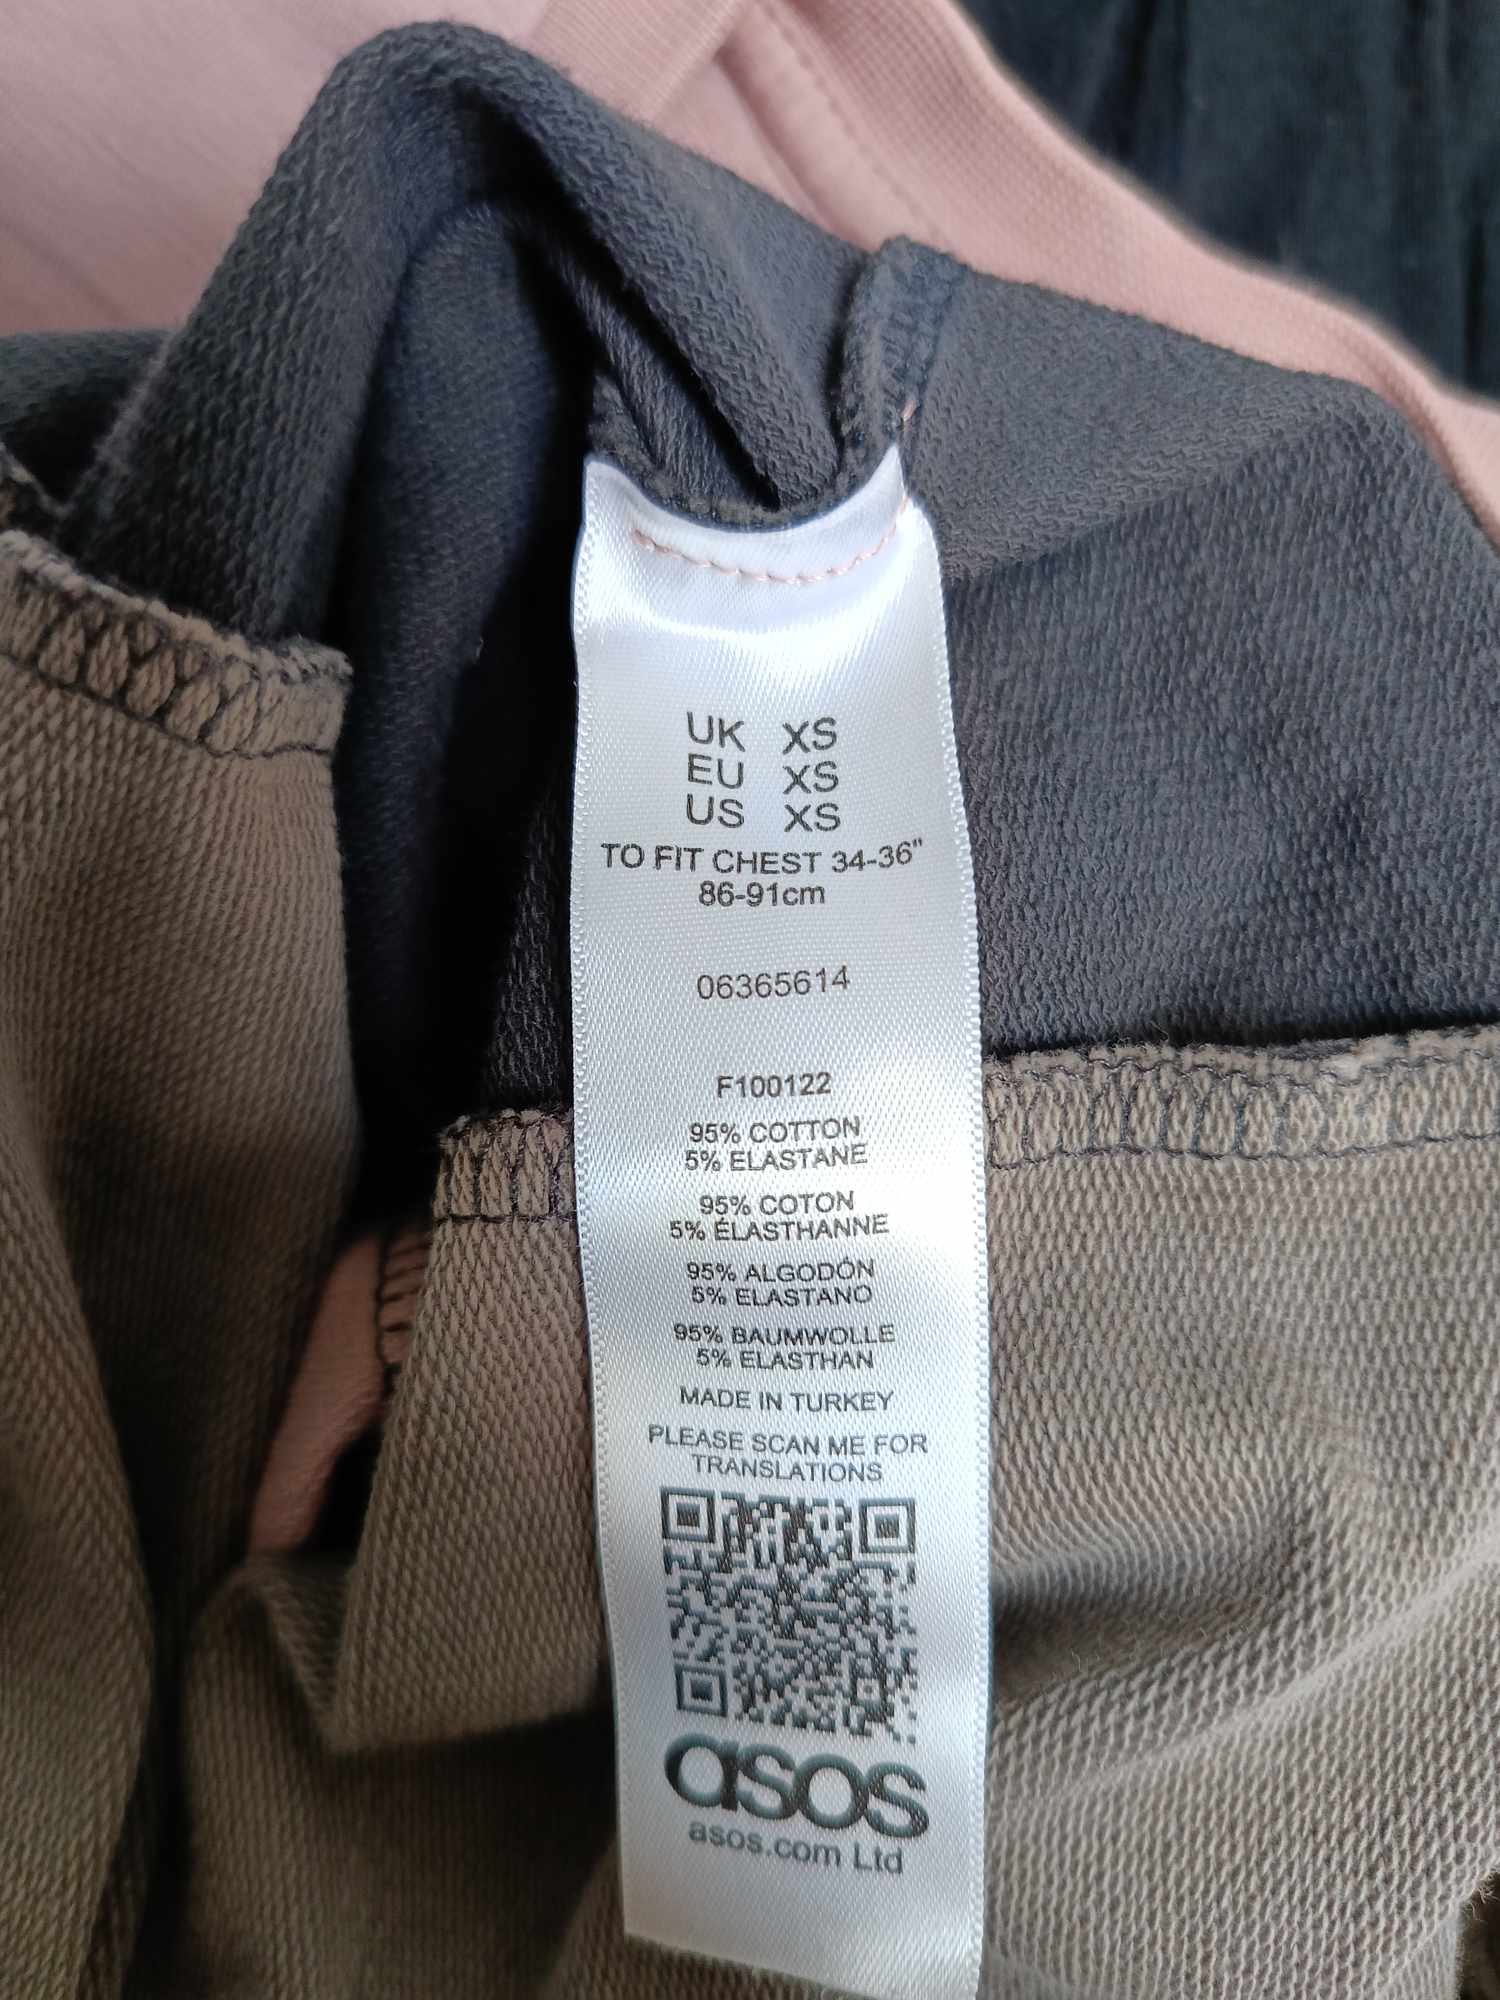 UK XS
EU XS
US XS
TO FIT CHEST 34-36"
86-91cm
06365614
F100122
95% COTTON
5% ELASTANE
95% COTON
5% ÉLASTHANNE
95% ALGODÓN
5% ELASTANO
95% BAUMWOLLE
5% ELASTHAN
MADE IN TURKEY
PLEASE SCAN ME FOR
TRANSLATIONS
asos
asos.com Ltd